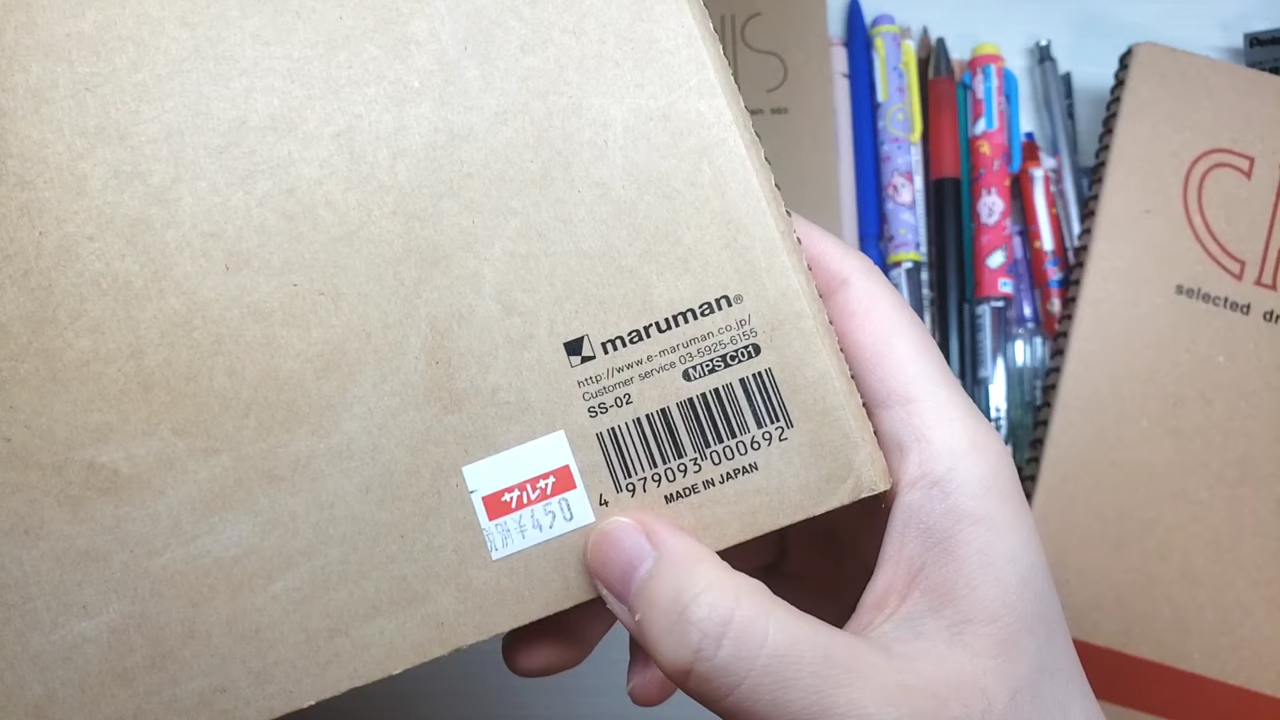 maruman®
http://www.e-maruman.co.jp/
Customer service 03-5925-6155
MPS C01
SS-02
4 979093 000692
MADE IN JAPAN
サルサ
税別¥450
selected